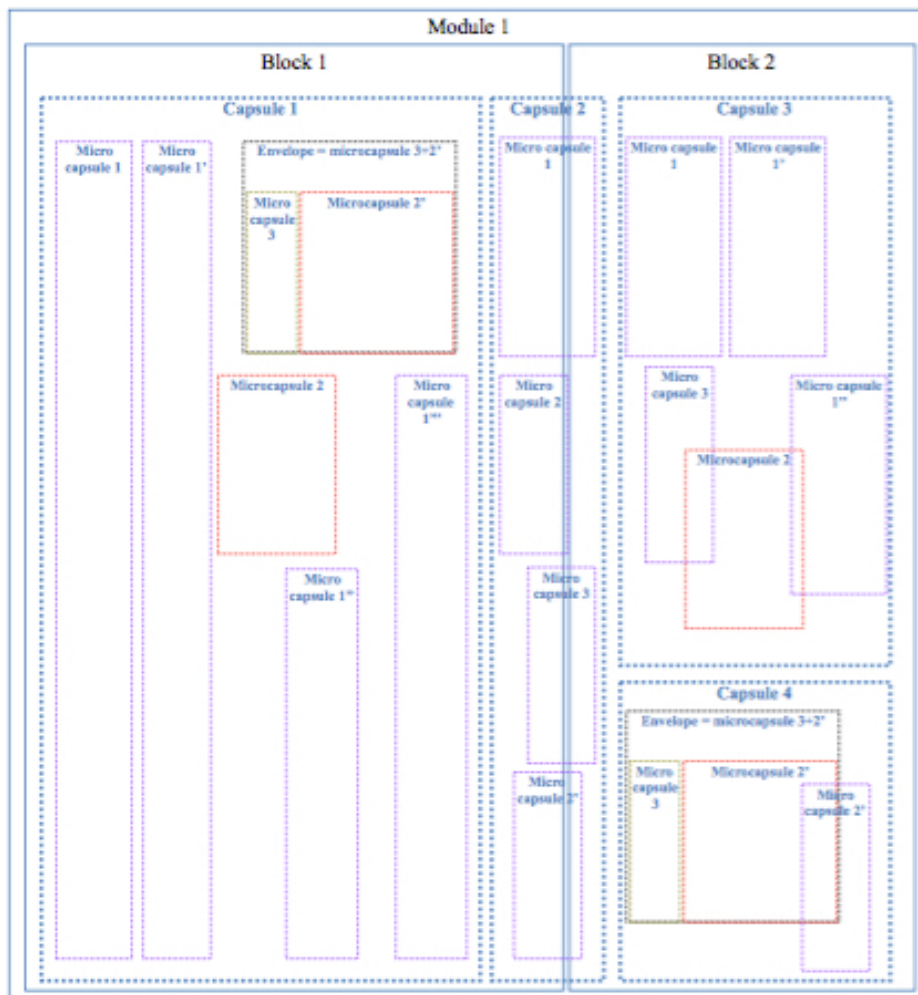 Module 1
Block 1
Block 2
Capsule 1
Micro
capsule 1
Micro
capsule 1'
Envelope = microcapsule 3+2'
Micro
capsule
3
Microcapsule 2'
Microcapsule 2
Micro
capsule
Micro
Capsule 2
Micro capsule
1
Micro
capsule 2
Micro
capsule 3
Micro
capsule 2'
Capsule 3
Micro capsule
1
Micro capsule
1'
Micro
capsule 3
Micro capsule
1''
Microcapsule 2
Capsule 4
Envelope = microcapsule 3+2'
Micro
capsule
3
Microcapsule 2'
Micro
capsule 2'